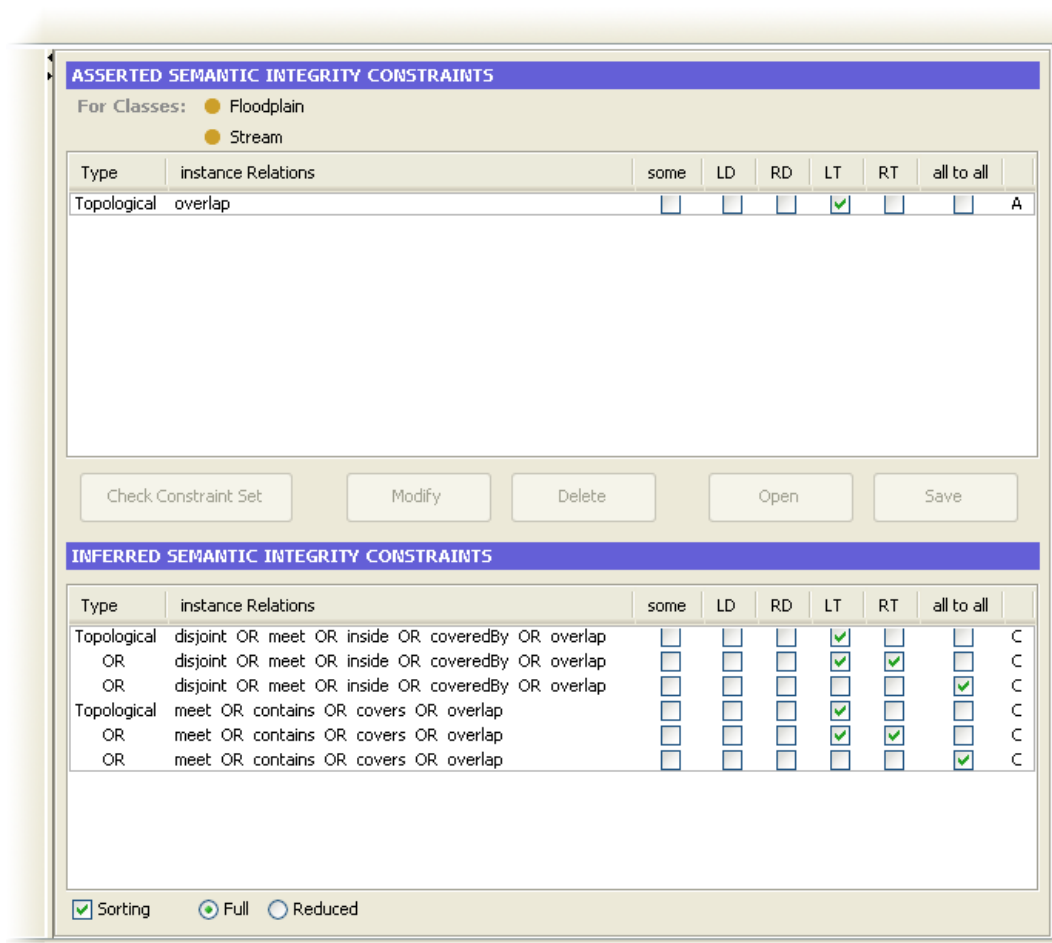 ASSERTED SEMANTIC INTEGRITY CONSTRAINTS
For Classes: Floodplain
Stream
Type instance Relations some LD RD LT RT all to all
Topological overlap A
Check Constraint Set Modify Delete Open Save
INFERRED SEMANTIC INTEGRITY CONSTRAINTS
Type instance Relations some LD RD LT RT all to all
Topological disjoint OR meet OR inside OR coveredBy OR overlap C
OR disjoint OR meet OR inside OR coveredBy OR overlap C
OR disjoint OR meet OR inside OR coveredBy OR overlap C
Topological meet OR contains OR covers OR overlap C
OR meet OR contains OR covers OR overlap C
OR meet OR contains OR covers OR overlap C
Sorting Full Reduced